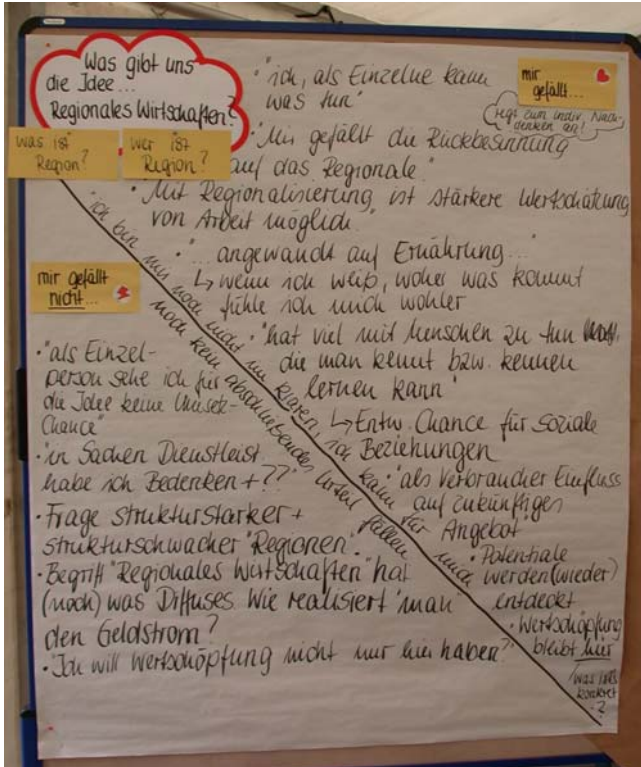 Was gibt uns
die Idee...
Regionales Wirtschaften?
was ist
Region?
wer ist
Region?
mir
gefällt...
regt zum indiv. Nach-
denken an!
• "ich, als Einzelne kann
was tun"
• "Mir gefällt die Rückbesinnung
auf das Regionale."
• "Mit Regionalisierung ist stärkere Wertschätzung
von Arbeit möglich."
• "... angewandt auf Ernährung..."
↳ wenn ich weiß, woher was kommt
fühle ich mich wohler
• "hat viel mit Menschen zu tun
die man kennt bzw. kennen
lernen kann"
↳ Entw. Chance für soziale
Beziehungen
• "als Verbraucher Einfluss
auf zukünftiges
Angebot"
• Potentiale
werden (wieder)
entdeckt
• Wertschöpfung
bleibt hier
was ist
konkret
?
"ich bin mir noch nicht im klaren, ich kann für mich
noch kein abschließendes Urteil fällen
mir gefällt
nicht...
• "als Einzel-
person sehe ich für
die Idee keine Umsetz-
Chance"
• "in Sachen Dienstleist.
habe ich Bedenken + ??"
• Frage strukturstarker +
strukturschwacher "Regionen".
• Begriff "Regionales Wirtschaften" hat
(noch) was Diffuses. Wie realisiert "man"
den Geldstrom?
• "Ich will Wertschöpfung nicht nur hier haben?"